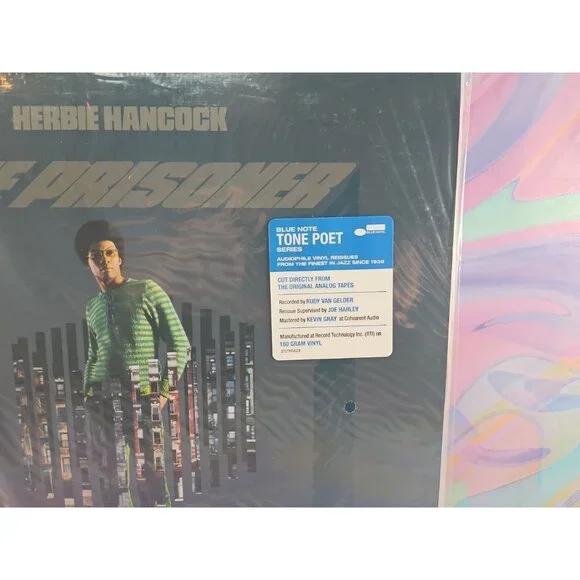 HERBIE HANCOCK
PRISONER
BLUE NOTE
TONE POET
SERIES
AUDIOPHILE VINYL REISSUES
FROM THE FINEST IN JAZZ SINCE 1939
CUT DIRECTLY FROM
THE ORIGINAL ANALOG TAPES
Recorded by RUDY VAN GELDER
Reissue Supervised by JOE HARLEY
Mastered by KEVIN GRAY at Cohearent Audio
Manufactured at Record Technology Inc. (RTI) on
180 GRAM VINYL